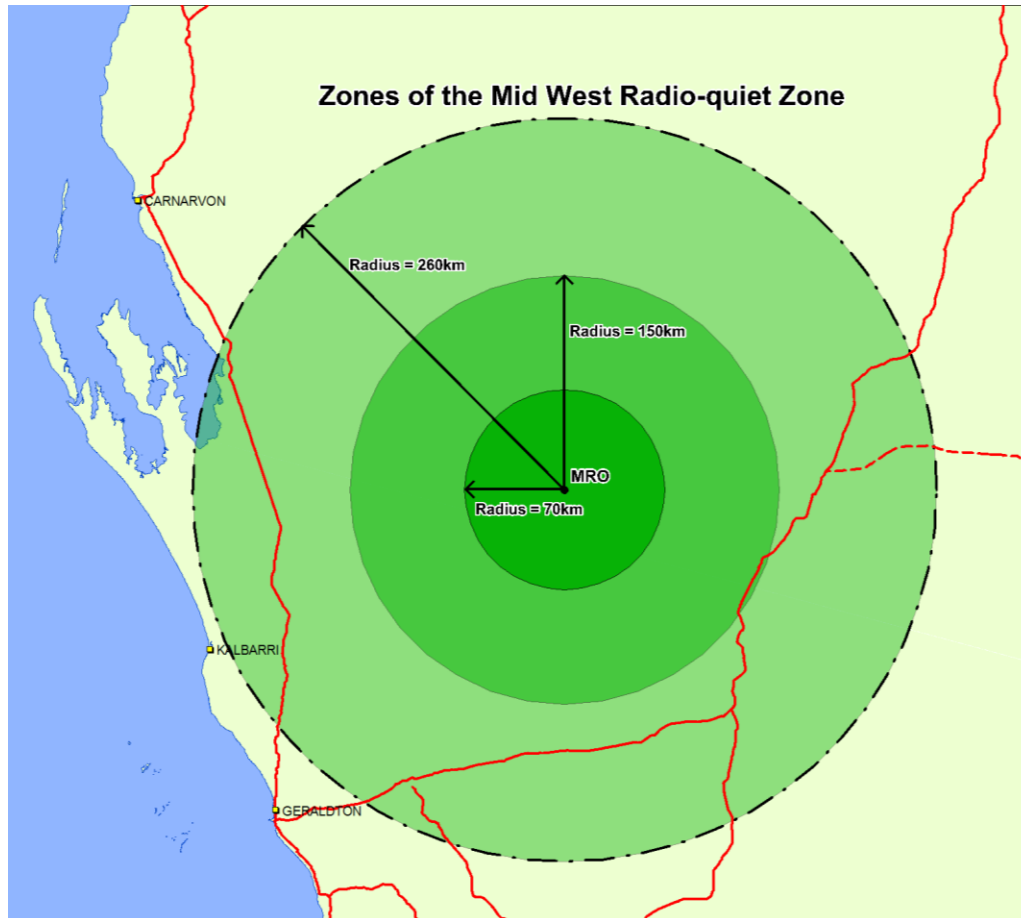 Zones of the Mid West Radio-quiet Zone
CARNARVON
Radius = 260km
Radius = 150km
MRO
Radius = 70km
KALBARRI
GERALDTON